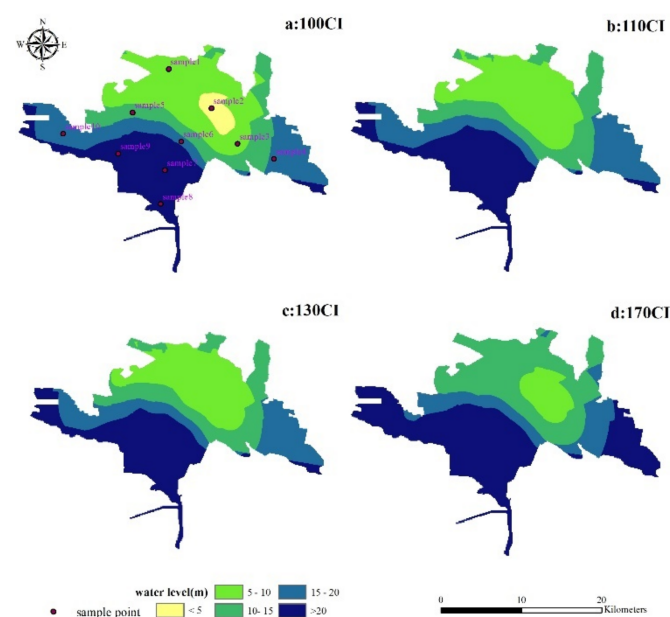 a:100CI
b:110CI
N
W E
S
sample1
sample2
sample5
sample6
sample3
sample9
sample
sample8
c:130CI
d:170CI
water level(m)
5 - 10
15 - 20
sample point
< 5
10- 15
>20
0 10 20
Kilometers